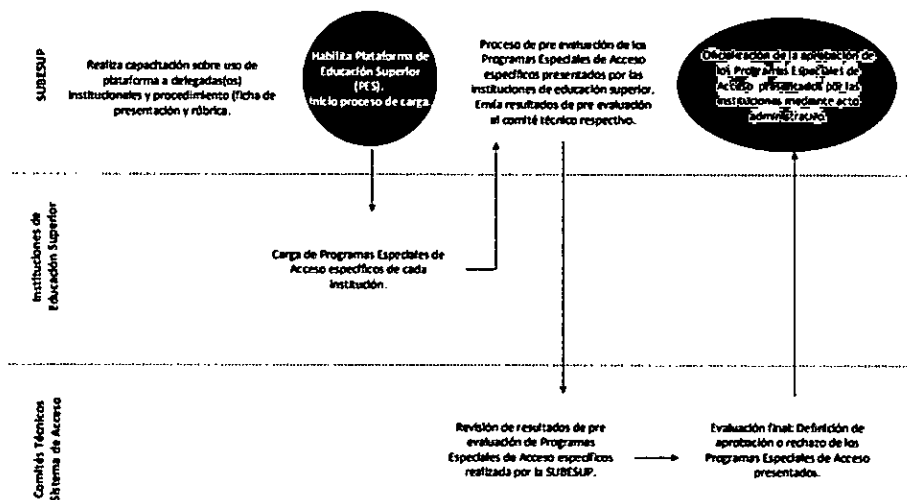 SUBESUP
Realiza capacitación sobre uso de
plataforma a delegadas(os)
institucionales y procedimiento (ficha de
presentación y rúbrica.
Habilita Plataforma de
Educación Superior
(PES).
Inicio proceso de carga.
Proceso de pre evaluación de los
Programas Especiales de Acceso
específicos presentados por las
instituciones de educación superior.
Envía resultados de pre evaluación
al comité técnico respectivo.
Oficialización de la aprobación de
los Programas Especiales de
Acceso presentados por las
instituciones mediante acto
administrativo.
Instituciones de
Educación Superior
Carga de Programas Especiales de
Acceso específicos de cada
institución.
Comités Técnicos
Sistema de Acceso
Revisión de resultados de pre
evaluación de Programas
Especiales de Acceso específicos
realizada por la SUBESUP.
Evaluación final: Definición de
aprobación o rechazo de los
Programas Especiales de Acceso
presentados.